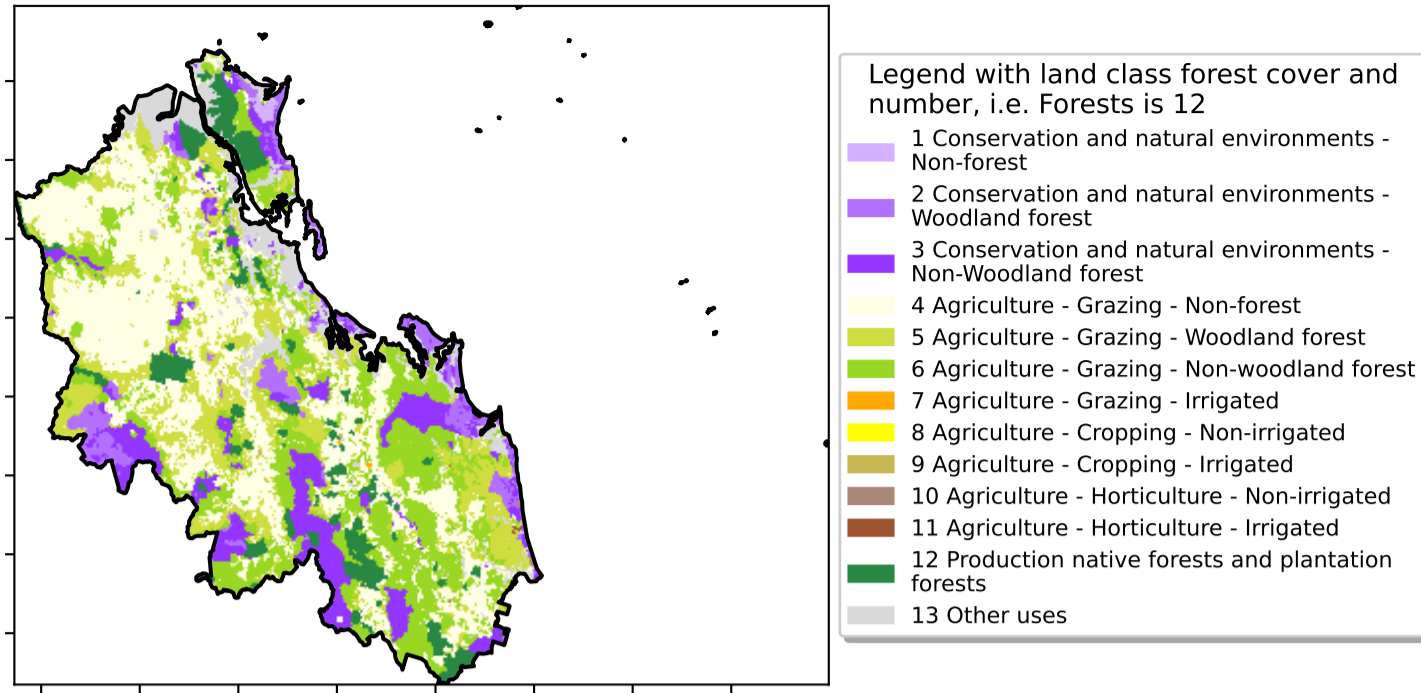 Legend with land class forest cover and
number, i.e. Forests is 12
1 Conservation and natural environments -
Non-forest
2 Conservation and natural environments -
Woodland forest
3 Conservation and natural environments -
Non-Woodland forest
4 Agriculture - Grazing - Non-forest
5 Agriculture - Grazing - Woodland forest
6 Agriculture - Grazing - Non-woodland forest
7 Agriculture - Grazing - Irrigated
8 Agriculture - Cropping - Non-irrigated
9 Agriculture - Cropping - Irrigated
10 Agriculture - Horticulture - Non-irrigated
11 Agriculture - Horticulture - Irrigated
12 Production native forests and plantation
forests
13 Other uses